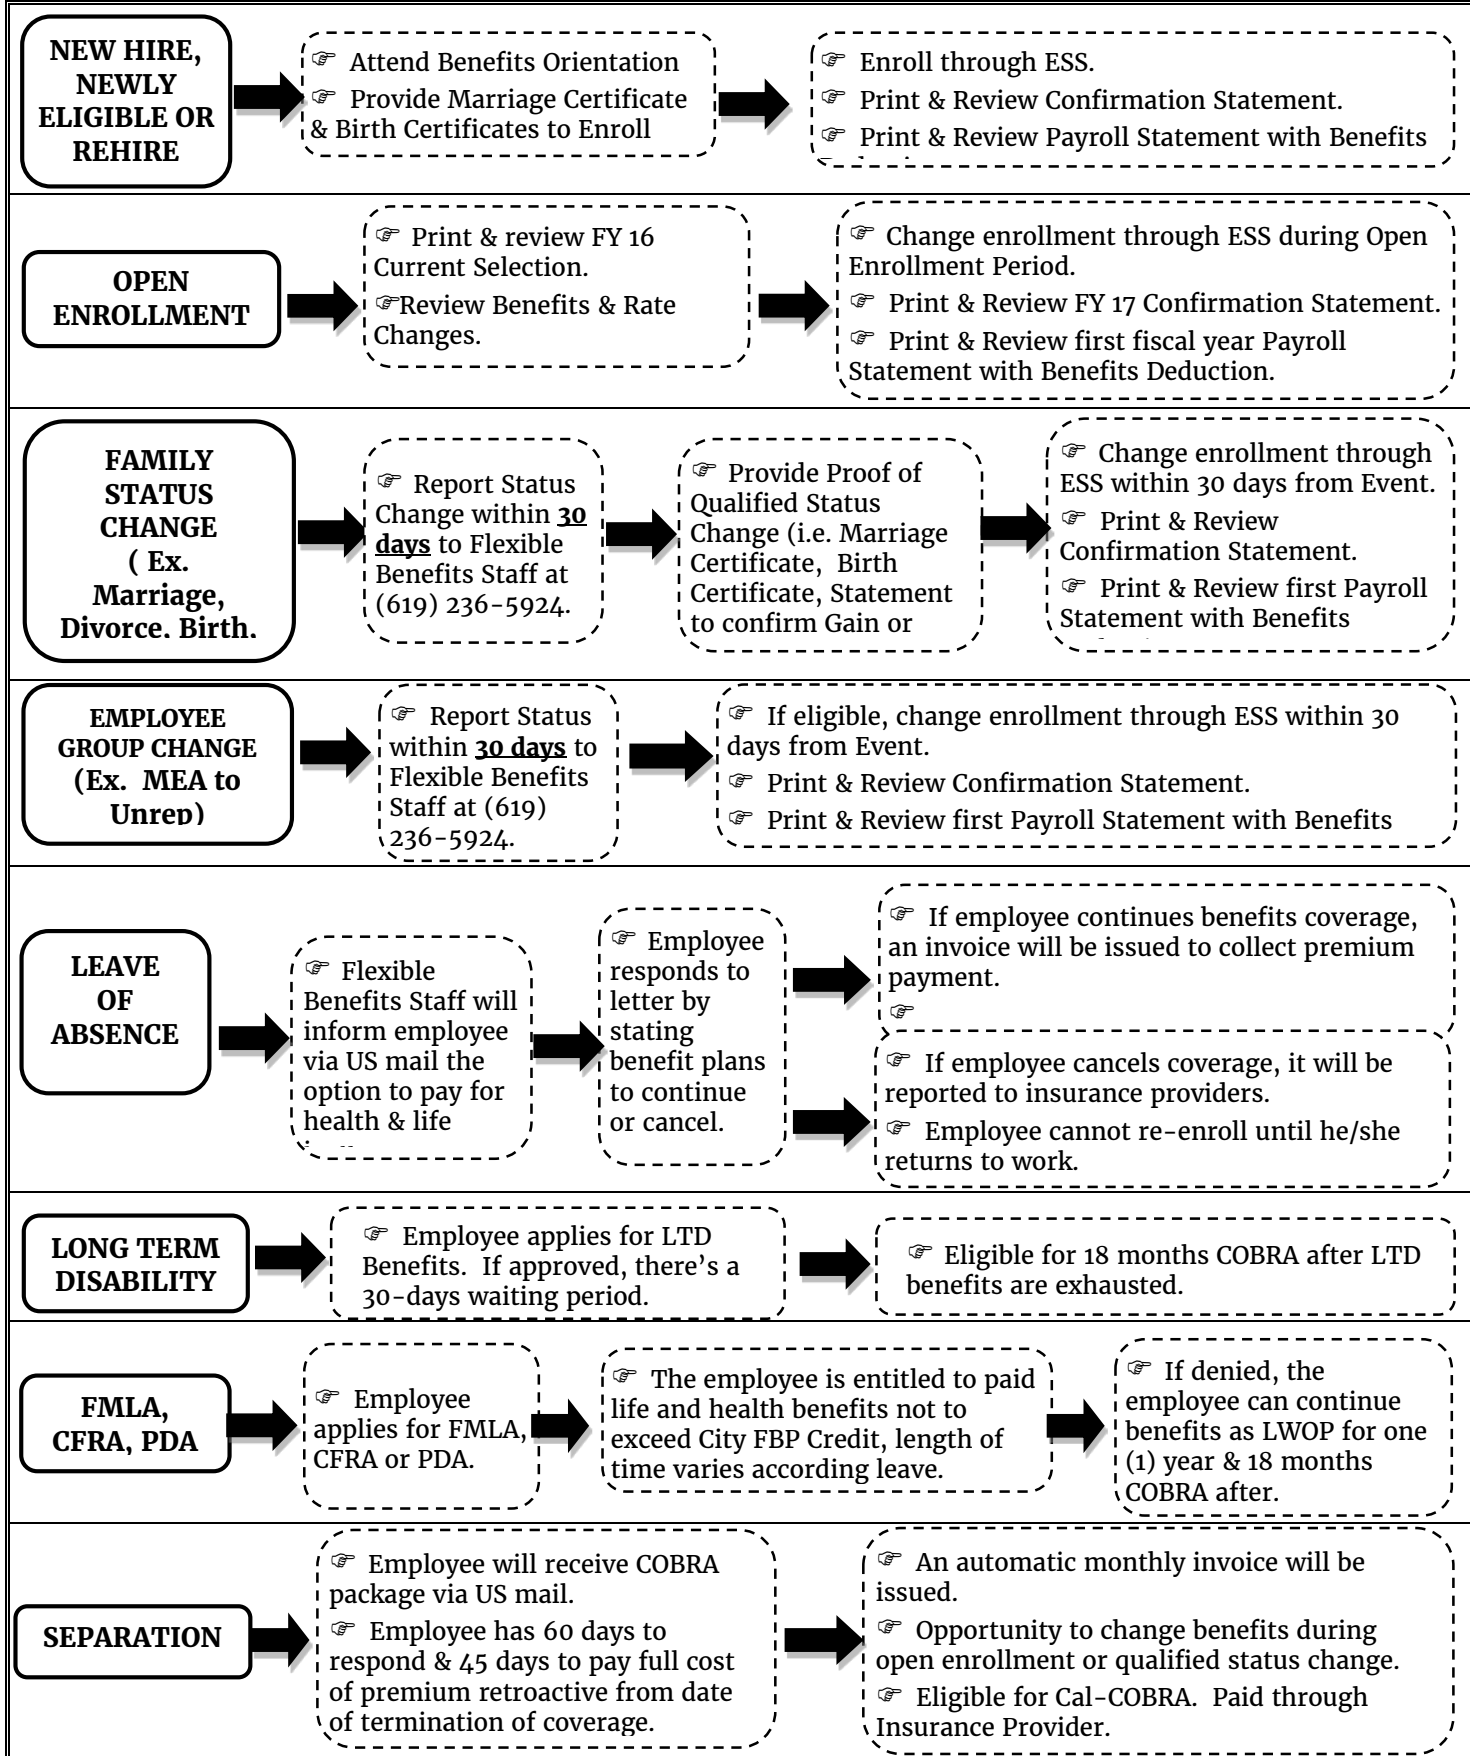 NEW HIRE,
NEWLY
ELIGIBLE OR
REHIRE
☞ Attend Benefits Orientation
☞ Provide Marriage Certificate
& Birth Certificates to Enroll
☞ Enroll through ESS.
☞ Print & Review Confirmation Statement.
☞ Print & Review Payroll Statement with Benefits
OPEN
ENROLLMENT
☞ Print & review FY 16
Current Selection.
☞Review Benefits & Rate
Changes.
☞ Change enrollment through ESS during Open
Enrollment Period.
☞ Print & Review FY 17 Confirmation Statement.
☞ Print & Review first fiscal year Payroll
Statement with Benefits Deduction.
FAMILY
STATUS
CHANGE
( Ex.
Marriage,
Divorce, Birth,
☞ Report Status
Change within 30
days to Flexible
Benefits Staff at
(619) 236-5924.
☞ Provide Proof of
Qualified Status
Change (i.e. Marriage
Certificate, Birth
Certificate, Statement
to confirm Gain or
☞ Change enrollment through
ESS within 30 days from Event.
☞ Print & Review
Confirmation Statement.
☞ Print & Review first Payroll
Statement with Benefits
EMPLOYEE
GROUP CHANGE
(Ex. MEA to
Unrep)
☞ Report Status
within 30 days to
Flexible Benefits
Staff at (619)
236-5924.
☞ If eligible, change enrollment through ESS within 30
days from Event.
☞ Print & Review Confirmation Statement.
☞ Print & Review first Payroll Statement with Benefits
LEAVE
OF
ABSENCE
☞ Flexible
Benefits Staff will
inform employee
via US mail the
option to pay for
health & life
☞ Employee
responds to
letter by
stating
benefit plans
to continue
or cancel.
☞ If employee continues benefits coverage,
an invoice will be issued to collect premium
payment.
☞
☞ If employee cancels coverage, it will be
reported to insurance providers.
☞ Employee cannot re-enroll until he/she
returns to work.
LONG TERM
DISABILITY
☞ Employee applies for LTD
Benefits. If approved, there's a
30-days waiting period.
☞ Eligible for 18 months COBRA after LTD
benefits are exhausted.
FMLA,
CFRA, PDA
☞ Employee
applies for FMLA,
CFRA or PDA.
☞ The employee is entitled to paid
life and health benefits not to
exceed City FBP Credit, length of
time varies according leave.
☞ If denied, the
employee can continue
benefits as LWOP for one
(1) year & 18 months
COBRA after.
SEPARATION
☞ Employee will receive COBRA
package via US mail.
☞ Employee has 60 days to
respond & 45 days to pay full cost
of premium retroactive from date
of termination of coverage.
☞ An automatic monthly invoice will be
issued.
☞ Opportunity to change benefits during
open enrollment or qualified status change.
☞ Eligible for Cal-COBRA. Paid through
Insurance Provider.